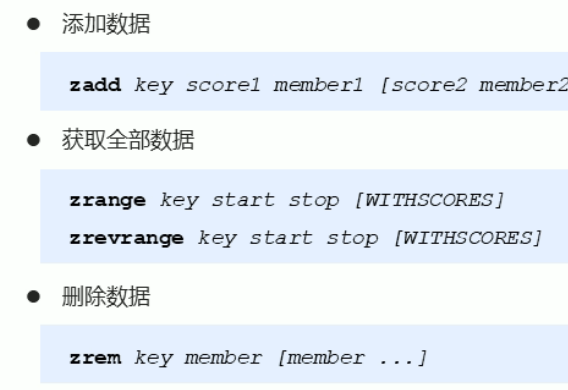 ● 添加数据
zadd key score1 member1 [score2 member2
● 获取全部数据
zrange key start stop [WITHSCORES]
zrevrange key start stop [WITHSCORES]
● 删除数据
zrem key member [member ...]